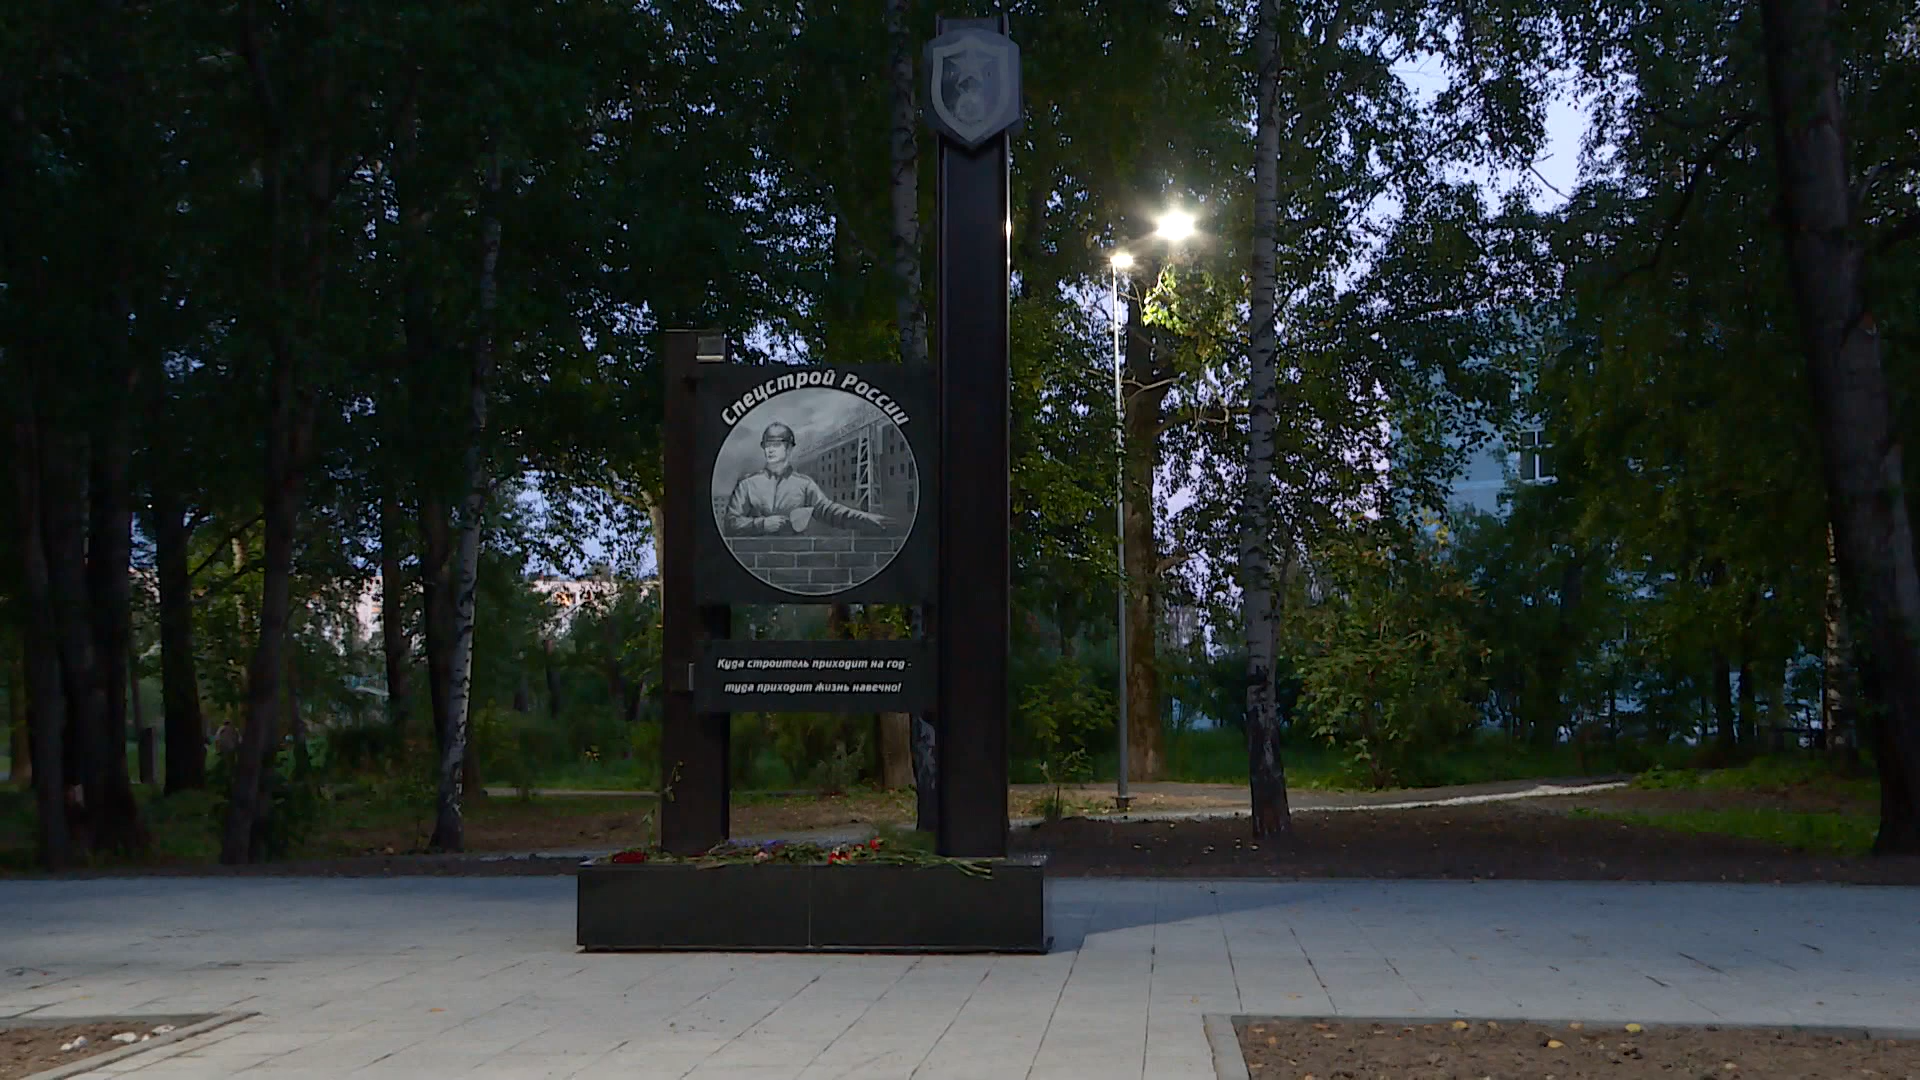 Спецстрой России
Куда строитель приходит на год -
туда приходит жизнь навечно!